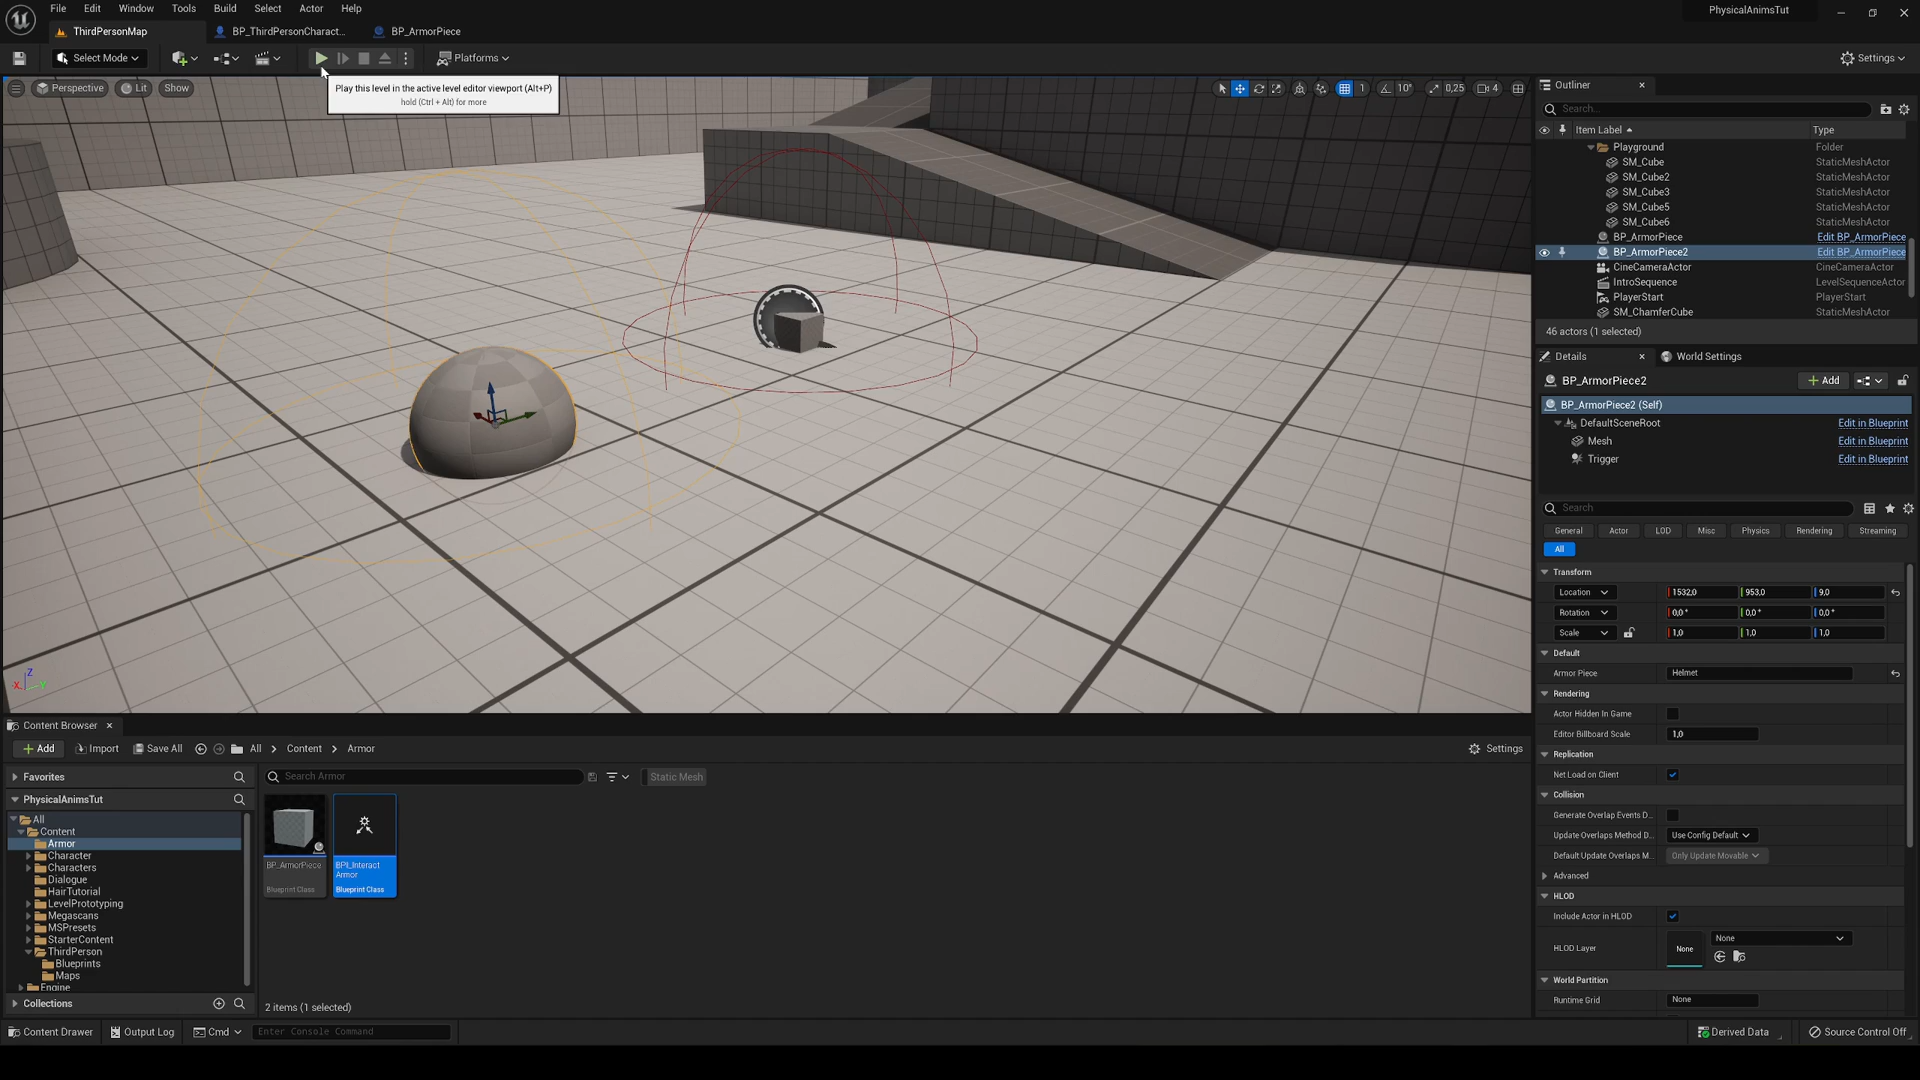 File Edit Window Tools Build Select Actor Help
PhysicalAnimsTut
ThirdPersonMap
BP_ThirdPersonCharact...
BP_ArmorPiece
Select Mode
Platforms
Settings
Play this level in the active level editor viewport (Alt+P)
hold (Ctrl + Alt) for more
Perspective
Lit
Show
1
10°
0,25
4
Outliner
Search...
Item Label
Type
Playground Folder
SM_Cube StaticMeshActor
SM_Cube2 StaticMeshActor
SM_Cube3 StaticMeshActor
SM_Cube5 StaticMeshActor
SM_Cube6 StaticMeshActor
BP_ArmorPiece Edit BP_ArmorPiece
BP_ArmorPiece2 Edit BP_ArmorPiece
CineCameraActor CineCameraActor
IntroSequence LevelSequenceActor
PlayerStart PlayerStart
SM_ChamferCube StaticMeshActor
46 actors (1 selected)
Details
World Settings
BP_ArmorPiece2
Add
BP_ArmorPiece2 (Self)
DefaultSceneRoot Edit in Blueprint
Mesh Edit in Blueprint
Trigger Edit in Blueprint
Search
General Actor LOD Misc Physics Rendering Streaming
All
Transform
Location 1532,0 953,0 9,0
Rotation 0,0 ° 0,0 ° 0,0 °
Scale 1,0 1,0 1,0
Default
Armor Piece Helmet
Rendering
Actor Hidden In Game
Editor Billboard Scale 1,0
Replication
Net Load on Client
Collision
Generate Overlap Events D...
Update Overlaps Method D... Use Config Default
Default Update Overlaps M... Only Update Movable
Advanced
HLOD
Include Actor in HLOD
HLOD Layer None None
World Partition
Runtime Grid None
X Y Z
Content Browser
Add
Import
Save All
All
Content
Armor
Settings
Favorites
PhysicalAnimsTut
All
Content
Armor
Character
Characters
Dialogue
HairTutorial
LevelPrototyping
Megascans
MSPresets
StarterContent
ThirdPerson
Blueprints
Maps
Engine
Collections
Search Armor
Static Mesh
BP_ArmorPiece
Blueprint Class
BPI_Interact
Armor
Blueprint Class
2 items (1 selected)
Content Drawer
Output Log
Cmd
Enter Console Command
Derived Data
Source Control Off